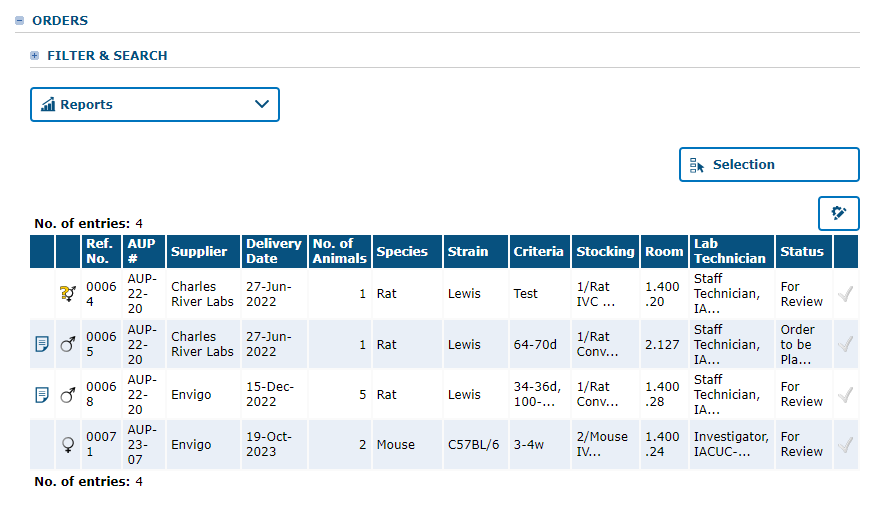 ORDERS
FILTER & SEARCH
Reports
Selection
No. of entries: 4
Ref. No. AUP # Supplier Delivery Date No. of Animals Species Strain Criteria Stocking Room Lab Technician Status
00064 AUP-22-20 Charles River Labs 27-Jun-2022 1 Rat Lewis Test 1/Rat IVC ... 1.400.20 Staff Technician, IA... For Review
00065 AUP-22-20 Charles River Labs 27-Jun-2022 1 Rat Lewis 64-70d 1/Rat Conv... 2.127 Staff Technician, IA... Order to be Pla...
00068 AUP-22-20 Envigo 15-Dec-2022 5 Rat Lewis 34-36d, 100-... 1/Rat Conv... 1.400.28 Staff Technician, IA... For Review
00071 AUP-23-07 Envigo 19-Oct-2023 2 Mouse C57BL/6 3-4w 2/Mouse IV... 1.400.24 Investigator, IACUC-... For Review
No. of entries: 4